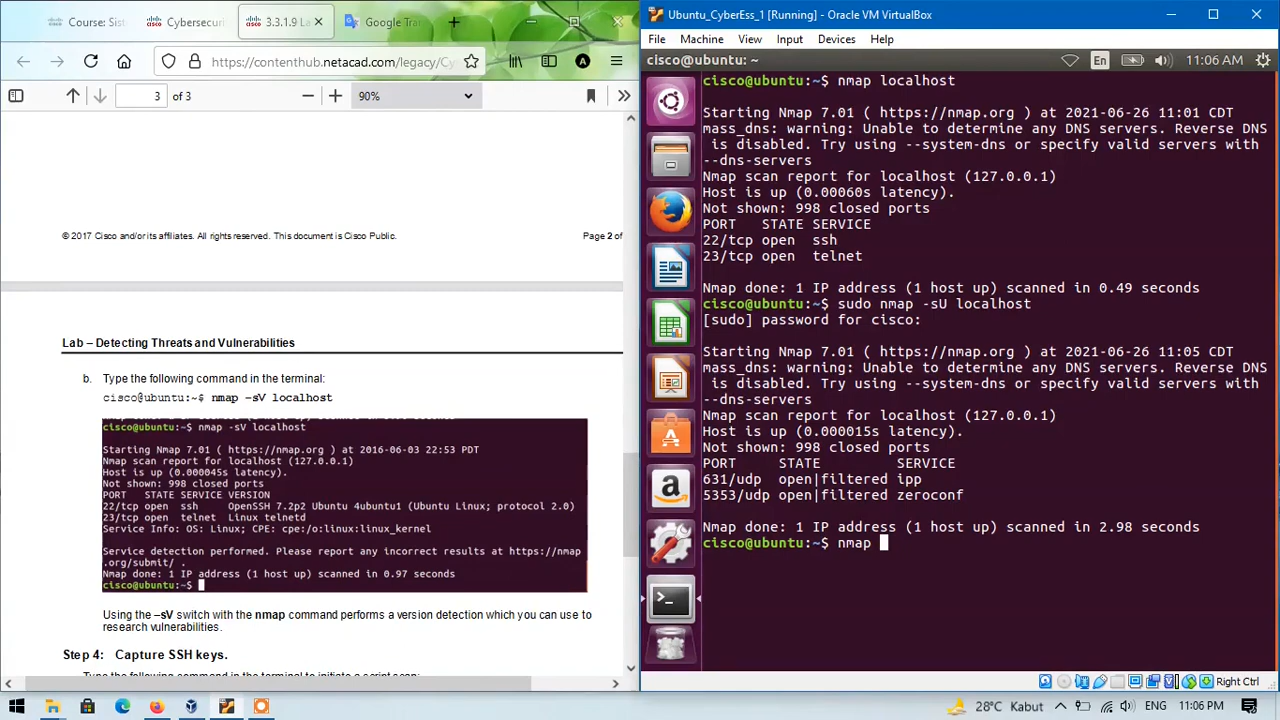 Course: Sist
Cybersecuri
3.3.1.9 Lab
Google Tra
https://contenthub.netacad.com/legacy/Cy
3 of 3
90%
© 2017 Cisco and/or its affiliates. All rights reserved. This document is Cisco Public.
Page 2 of
Lab – Detecting Threats and Vulnerabilities
b. Type the following command in the terminal:
cisco@ubuntu:~$ nmap –sV localhost
cisco@ubuntu:~$ nmap -sV localhost
Starting Nmap 7.01 ( https://nmap.org ) at 2016-06-03 22:53 PDT
Nmap scan report for localhost (127.0.0.1)
Host is up (0.000045s latency).
Not shown: 998 closed ports
PORT STATE SERVICE VERSION
22/tcp open ssh OpenSSH 7.2p2 Ubuntu 4ubuntu1 (Ubuntu Linux; protocol 2.0)
23/tcp open telnet Linux telnetd
Service Info: OS: Linux; CPE: cpe:/o:linux:linux_kernel
Service detection performed. Please report any incorrect results at https://nmap
.org/submit/ .
Nmap done: 1 IP address (1 host up) scanned in 0.97 seconds
cisco@ubuntu:~$
Using the –sV switch with the nmap command performs a version detection which you can use to
research vulnerabilities.
Step 4: Capture SSH keys.
Type the following command in the terminal to initiate a script scan:
Ubuntu_CyberEss_1 [Running] - Oracle VM VirtualBox
File Machine View Input Devices Help
cisco@ubuntu: ~
En
11:06 AM
cisco@ubuntu:~$ nmap localhost
Starting Nmap 7.01 ( https://nmap.org ) at 2021-06-26 11:01 CDT
mass_dns: warning: Unable to determine any DNS servers. Reverse DNS
is disabled. Try using --system-dns or specify valid servers with
--dns-servers
Nmap scan report for localhost (127.0.0.1)
Host is up (0.00060s latency).
Not shown: 998 closed ports
PORT STATE SERVICE
22/tcp open ssh
23/tcp open telnet
Nmap done: 1 IP address (1 host up) scanned in 0.49 seconds
cisco@ubuntu:~$ sudo nmap -sU localhost
[sudo] password for cisco:
Starting Nmap 7.01 ( https://nmap.org ) at 2021-06-26 11:05 CDT
mass_dns: warning: Unable to determine any DNS servers. Reverse DNS
is disabled. Try using --system-dns or specify valid servers with
--dns-servers
Nmap scan report for localhost (127.0.0.1)
Host is up (0.000015s latency).
Not shown: 998 closed ports
PORT STATE SERVICE
631/udp open|filtered ipp
5353/udp open|filtered zeroconf
Nmap done: 1 IP address (1 host up) scanned in 2.98 seconds
cisco@ubuntu:~$ nmap
Right Ctrl
28°C Kabut
ENG
11:06 PM